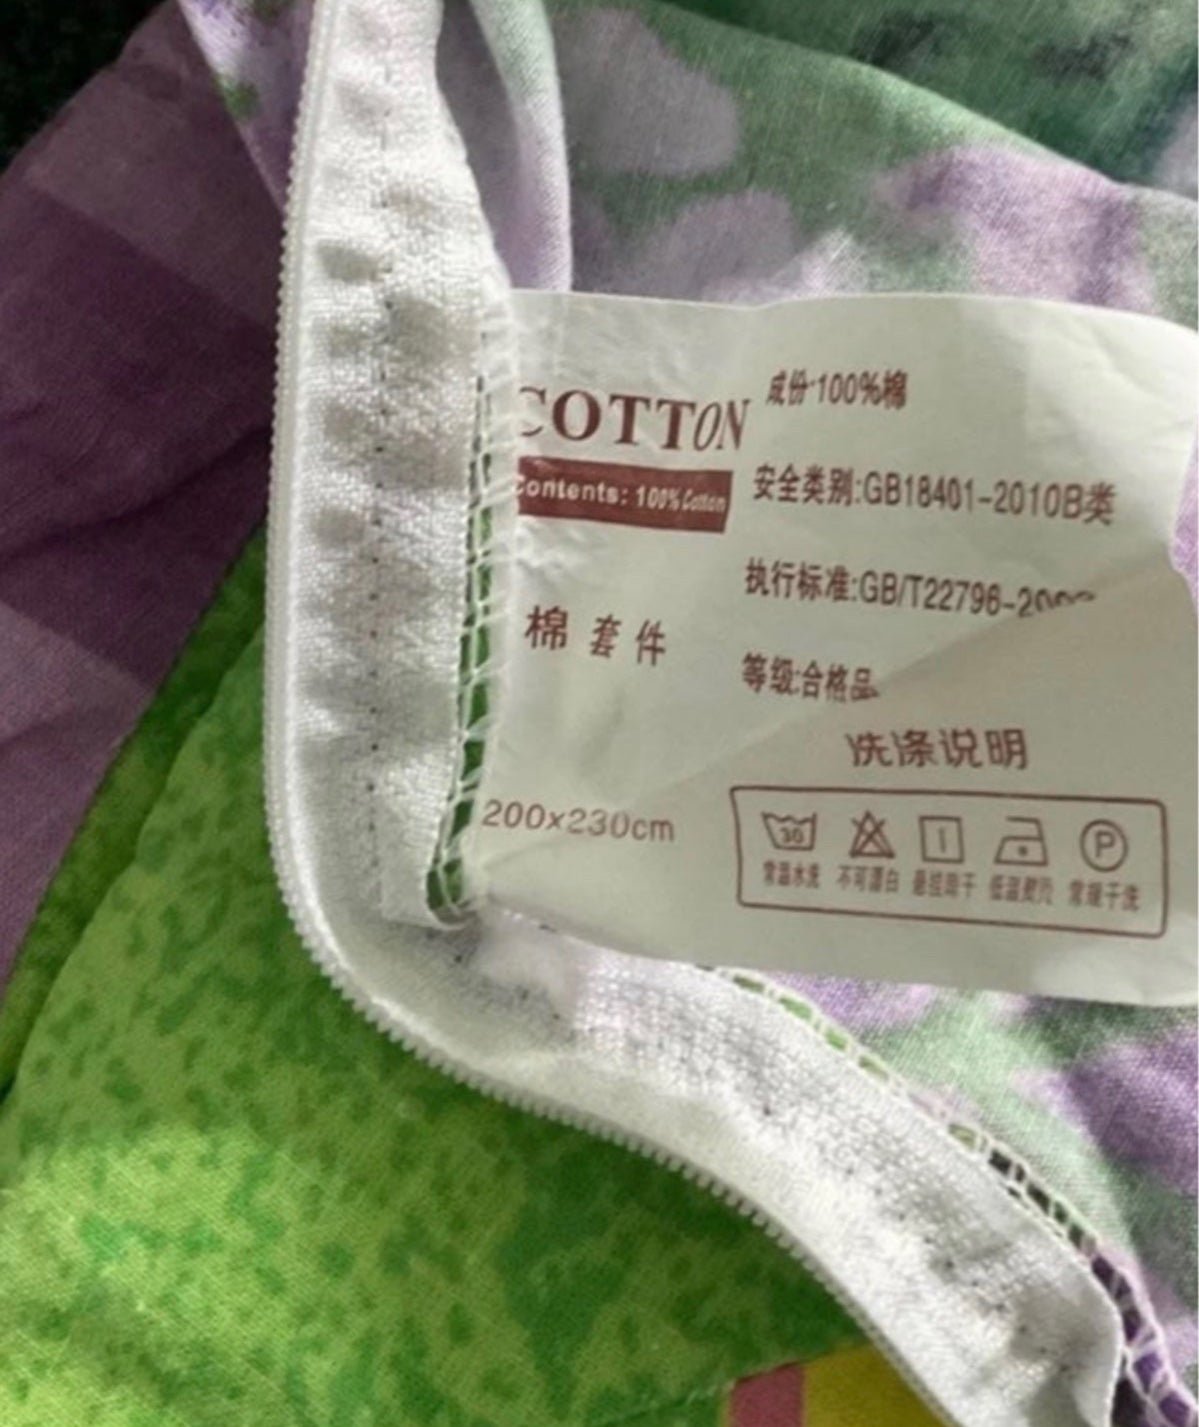 COTTON
Contents: 100% Cotton
棉套件
200x230cm
成份:100%棉
安全类别:GB18401-2010B类
执行标准:GB/T22796-
等级:合格品
洗涤说明
30
P
常温水洗 不可漂白 悬挂晾干 低温熨烫 常规干洗